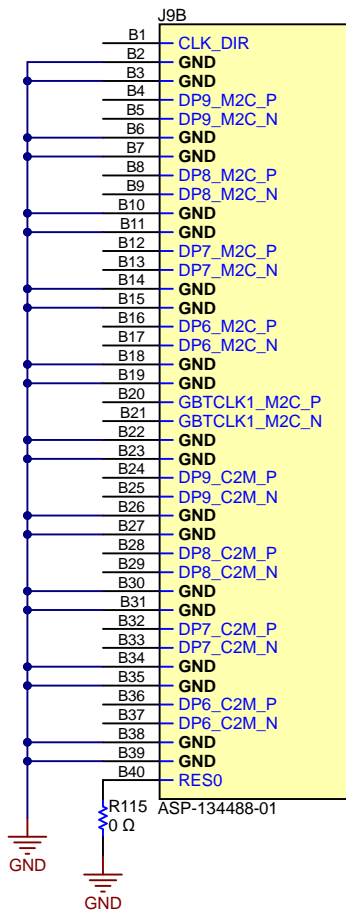 J9B
B1 CLK_DIR
B2 GND
B3 GND
B4 DP9_M2C_P
B5 DP9_M2C_N
B6 GND
B7 GND
B8 DP8_M2C_P
B9 DP8_M2C_N
B10 GND
B11 GND
B12 DP7_M2C_P
B13 DP7_M2C_N
B14 GND
B15 GND
B16 DP6_M2C_P
B17 DP6_M2C_N
B18 GND
B19 GND
B20 GBTCLK1_M2C_P
B21 GBTCLK1_M2C_N
B22 GND
B23 GND
B24 DP9_C2M_P
B25 DP9_C2M_N
B26 GND
B27 GND
B28 DP8_C2M_P
B29 DP8_C2M_N
B30 GND
B31 GND
B32 DP7_C2M_P
B33 DP7_C2M_N
B34 GND
B35 GND
B36 DP6_C2M_P
B37 DP6_C2M_N
B38 GND
B39 GND
B40 RES0
R115 ASP-134488-01
0 Ω
GND
GND